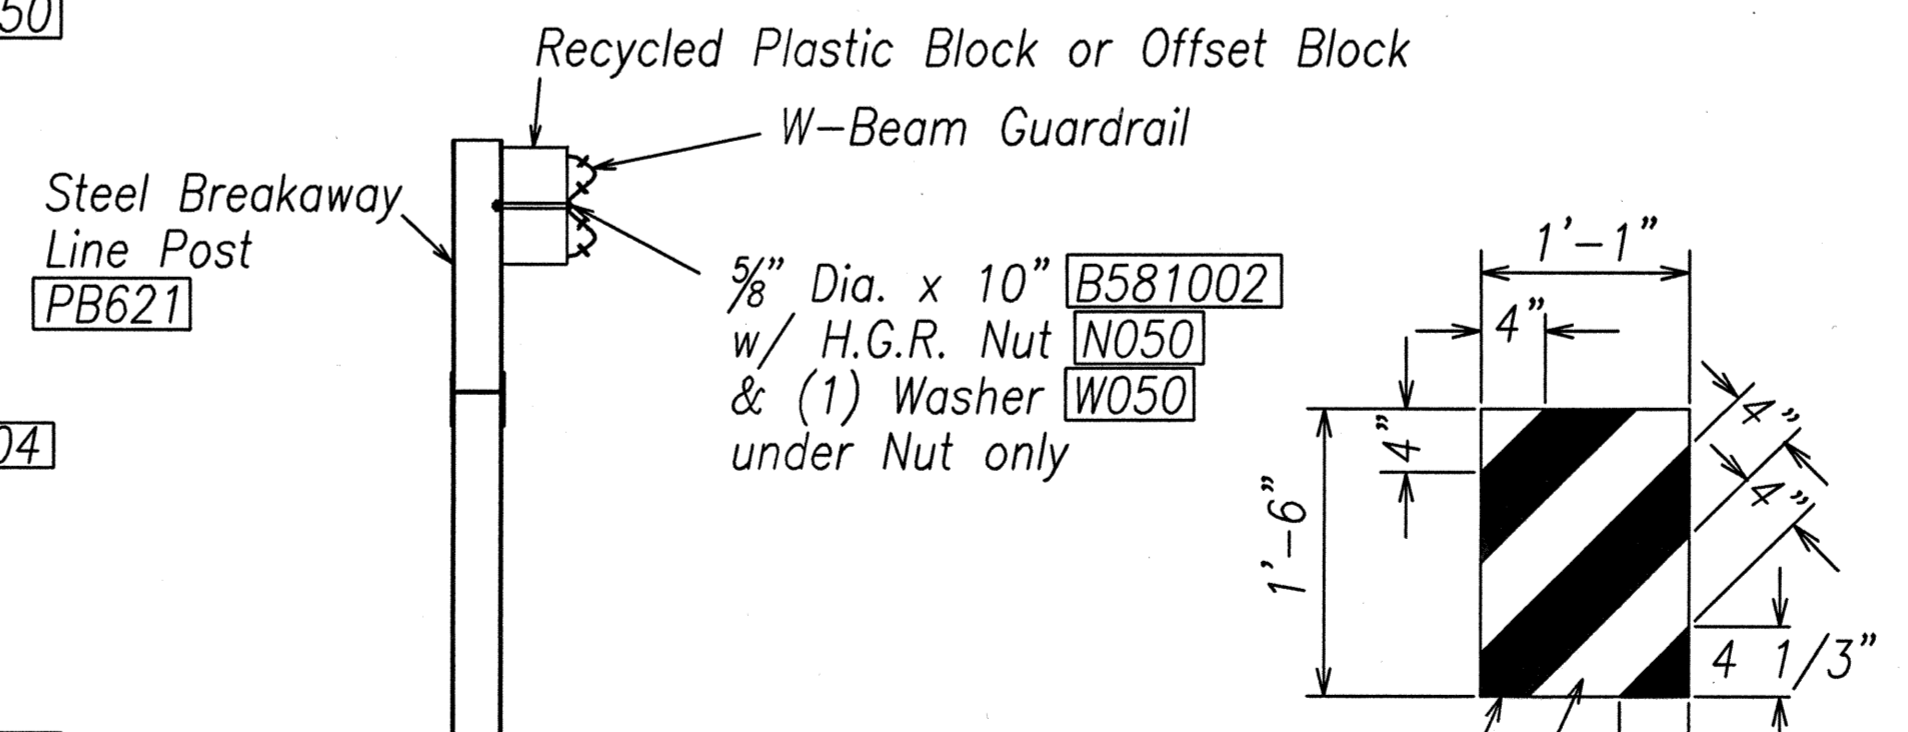 50
Recycled Plastic Block or Offset Block
W-Beam Guardrail
Steel Breakaway
Line Post
PB621
5/8" Dia. x 10" B581002
w/ H.G.R. Nut N050
& (1) Washer W050
under Nut only
04
1'-1"
4"
4"
1'-6"
4"
4"
4 1/3"